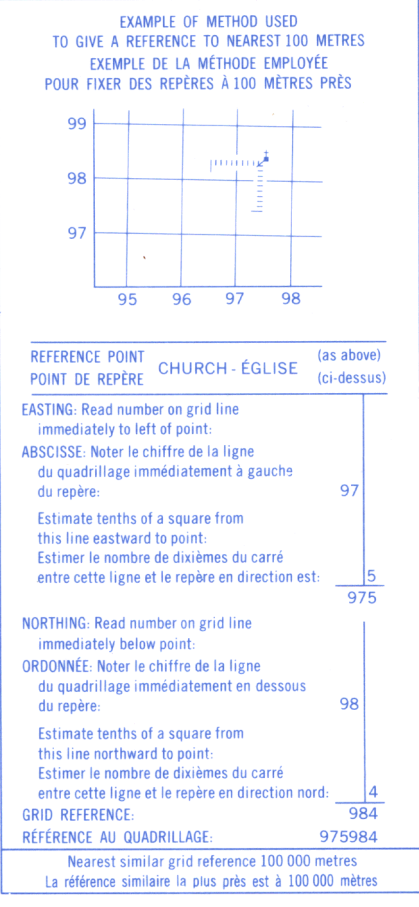 EXAMPLE OF METHOD USED
TO GIVE A REFERENCE TO NEAREST 100 METRES
EXEMPLE DE LA MÉTHODE EMPLOYÉE
POUR FIXER DES REPÈRES À 100 MÈTRES PRÈS
99
98
97
95 96 97 98
REFERENCE POINT
POINT DE REPÈRE
CHURCH - ÉGLISE
(as above)
(ci-dessus)
EASTING: Read number on grid line
immediately to left of point:
ABSCISSE: Noter le chiffre de la ligne
du quadrillage immédiatement à gauche
du repère: 97
Estimate tenths of a square from
this line eastward to point:
Estimer le nombre de dixièmes du carré
entre cette ligne et le repère en direction est: 5
975
NORTHING: Read number on grid line
immediately below point:
ORDONNÉE: Noter le chiffre de la ligne
du quadrillage immédiatement en dessous
du repère: 98
Estimate tenths of a square from
this line northward to point:
Estimer le nombre de dixièmes du carré
entre cette ligne et le repère en direction nord: 4
GRID REFERENCE: 984
RÉFÉRENCE AU QUADRILLAGE: 975984
Nearest similar grid reference 100 000 metres
La référence similaire la plus près est à 100 000 mètres